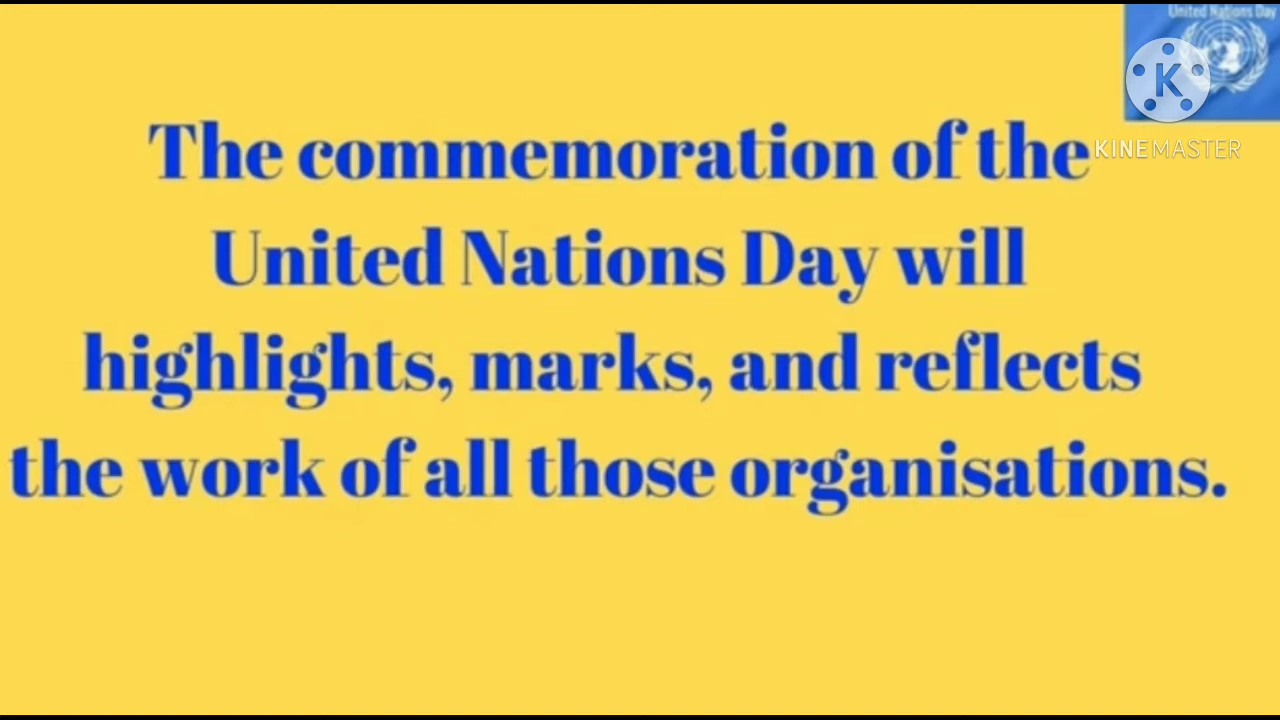 United Nations Day
K
KINEMASTER
The commemoration of the
United Nations Day will
highlights, marks, and reflects
the work of all those organisations.